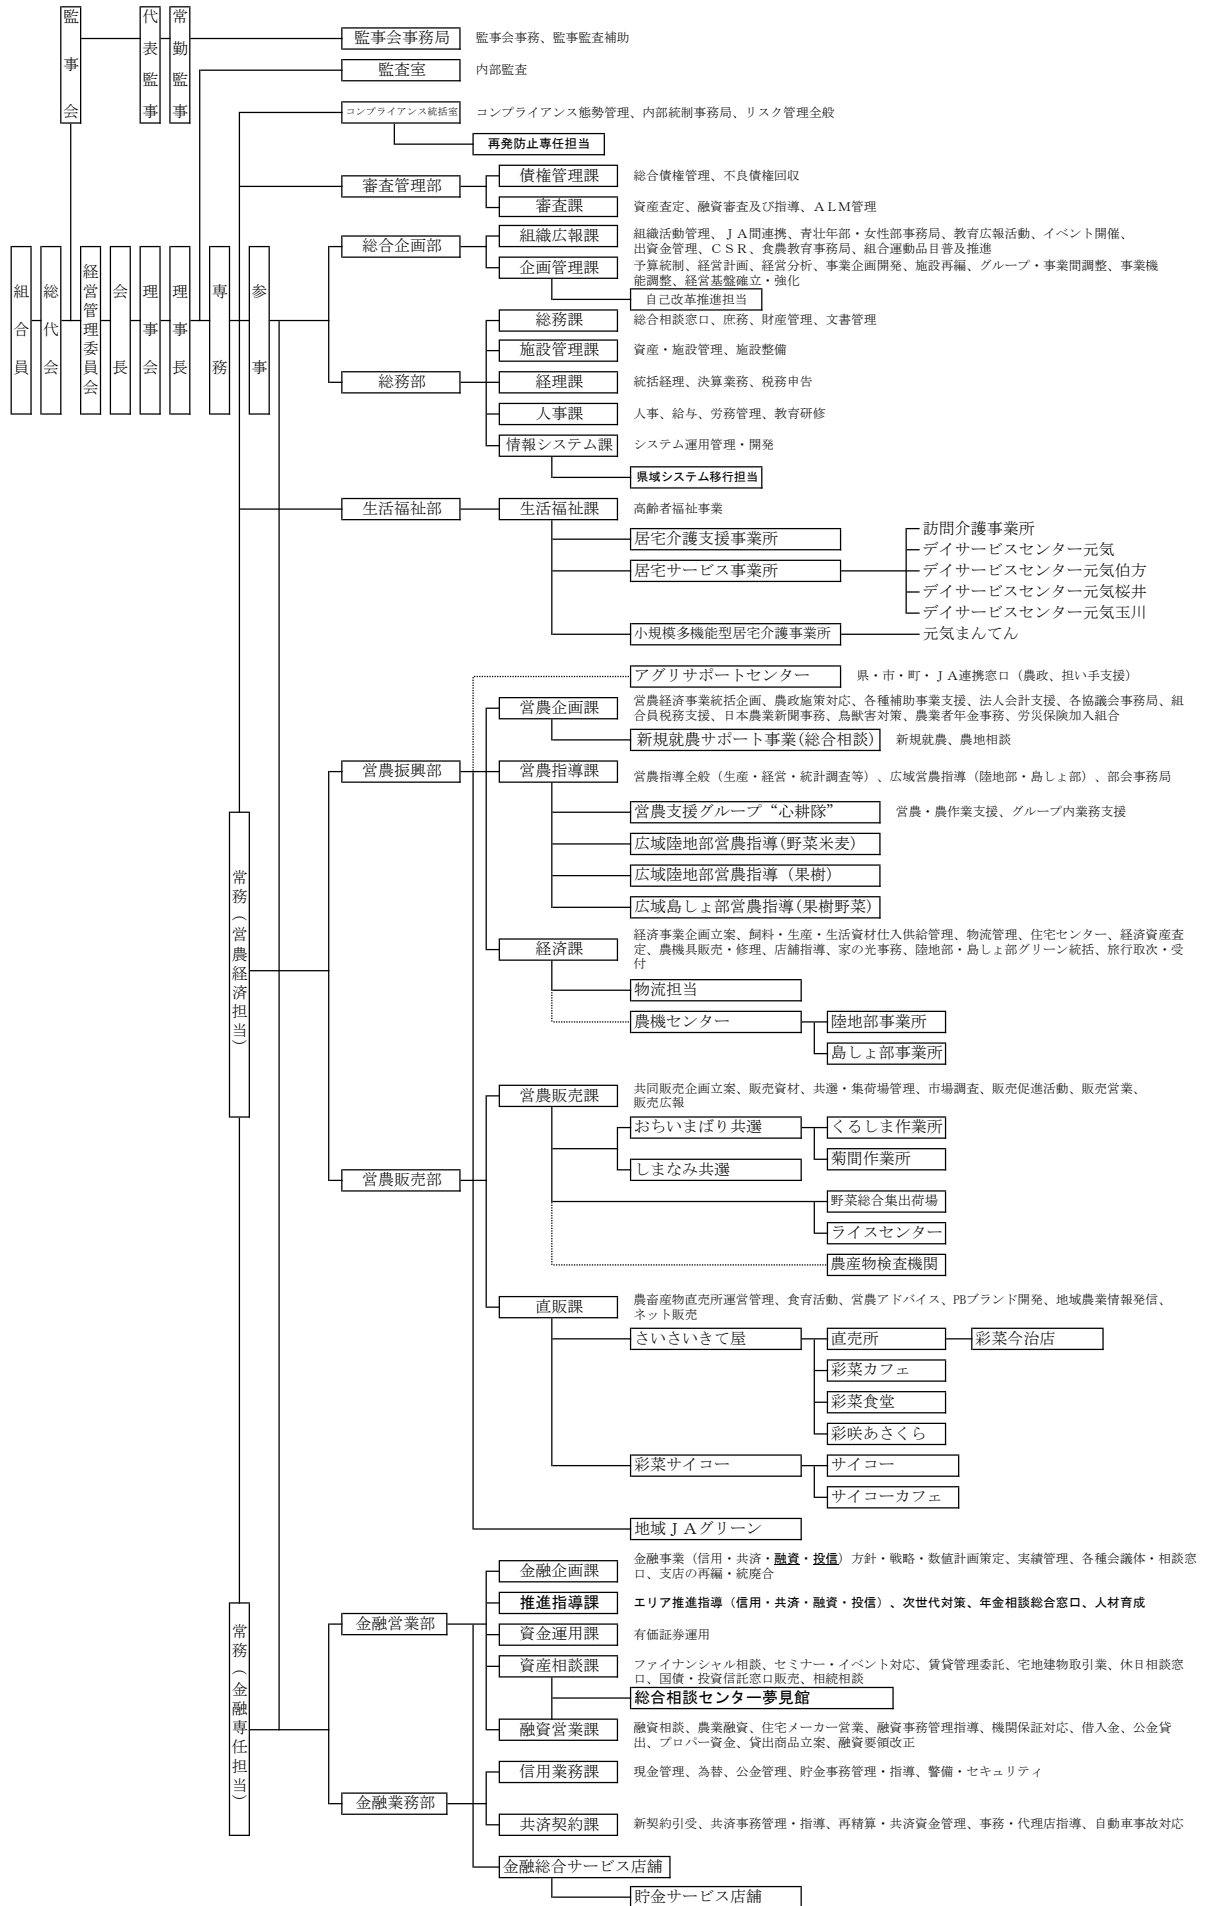 監事会
代表監事
常勤監事
監事会事務局
監事会事務、監事監査補助
監査室
内部監査
コンプライアンス統括室
コンプライアンス態勢管理、内部統制事務局、リスク管理全般
再発防止専任担当
審査管理部
債権管理課
総合債権管理、不良債権回収
審査課
資産査定、融資審査及び指導、ＡＬＭ管理
組合員
総代会
経営管理委員会
会長
理事会
理事長
専務
参事
総合企画部
組織広報課
組織活動管理、ＪＡ間連携、青壮年部・女性部事務局、教育広報活動、イベント開催、
出資金管理、ＣＳＲ、食農教育事務局、組合運動品目普及推進
企画管理課
予算統制、経営計画、経営分析、事業企画開発、施設再編、グループ・事業間調整、事業機
能調整、経営基盤確立・強化
自己改革推進担当
総務部
総務課
総合相談窓口、庶務、財産管理、文書管理
施設管理課
資産・施設管理、施設整備
経理課
統括経理、決算業務、税務申告
人事課
人事、給与、労務管理、教育研修
情報システム課
システム運用管理・開発
県域システム移行担当
生活福祉部
生活福祉課
高齢者福祉事業
居宅介護支援事業所
居宅サービス事業所
訪問介護事業所
デイサービスセンター元気
デイサービスセンター元気伯方
デイサービスセンター元気桜井
デイサービスセンター元気玉川
小規模多機能型居宅介護事業所
元気まんてん
常務（営農経済担当）
営農振興部
アグリサポートセンター
県・市・町・ＪＡ連携窓口（農政、担い手支援）
営農企画課
営農経済事業統括企画、農政施策対応、各種補助事業支援、法人会計支援、各協議会事務局、組
合員税務支援、日本農業新聞事務、鳥獣害対策、農業者年金事務、労災保険加入組合
新規就農サポート事業(総合相談)
新規就農、農地相談
営農指導課
営農指導全般（生産・経営・統計調査等）、広域営農指導（陸地部・島しょ部）、部会事務局
営農支援グループ“心耕隊”
営農・農作業支援、グループ内業務支援
広域陸地部営農指導(野菜米麦)
広域陸地部営農指導（果樹）
広域島しょ部営農指導(果樹野菜)
経済課
経済事業企画立案、飼料・生産・生活資材仕入供給管理、物流管理、住宅センター、経済資産査
定、農機具販売・修理、店舗指導、家の光事務、陸地部・島しょ部グリーン統括、旅行取次・受
付
物流担当
農機センター
陸地部事業所
島しょ部事業所
営農販売部
営農販売課
共同販売企画立案、販売資材、共選・集荷場管理、市場調査、販売促進活動、販売営業、
販売広報
おちいまばり共選
くるしま作業所
菊間作業所
しまなみ共選
野菜総合集出荷場
ライスセンター
農産物検査機関
直販課
農畜産物直売所運営管理、食育活動、営農アドバイス、PBブランド開発、地域農業情報発信、
ネット販売
さいさいきて屋
直売所
彩菜今治店
彩菜カフェ
彩菜食堂
彩咲あさくら
彩菜サイコー
サイコー
サイコーカフェ
地域ＪＡグリーン
常務（金融専任担当）
金融営業部
金融企画課
金融事業（信用・共済・融資・投信）方針・戦略・数値計画策定、実績管理、各種会議体・相談窓
口、支店の再編・統廃合
推進指導課
エリア推進指導（信用・共済・融資・投信）、次世代対策、年金相談総合窓口、人材育成
資金運用課
有価証券運用
資産相談課
ファイナンシャル相談、セミナー・イベント対応、賃貸管理委託、宅地建物取引業、休日相談窓
口、国債・投資信託窓口販売、相続相談
総合相談センター夢見館
融資営業課
融資相談、農業融資、住宅メーカー営業、融資事務管理指導、機関保証対応、借入金、公金貸
出、プロパー資金、貸出商品立案、融資要領改正
金融業務部
信用業務課
現金管理、為替、公金管理、貯金事務管理・指導、警備・セキュリティ
共済契約課
新契約引受、共済事務管理・指導、再精算・共済資金管理、事務・代理店指導、自動車事故対応
金融総合サービス店舗
貯金サービス店舗